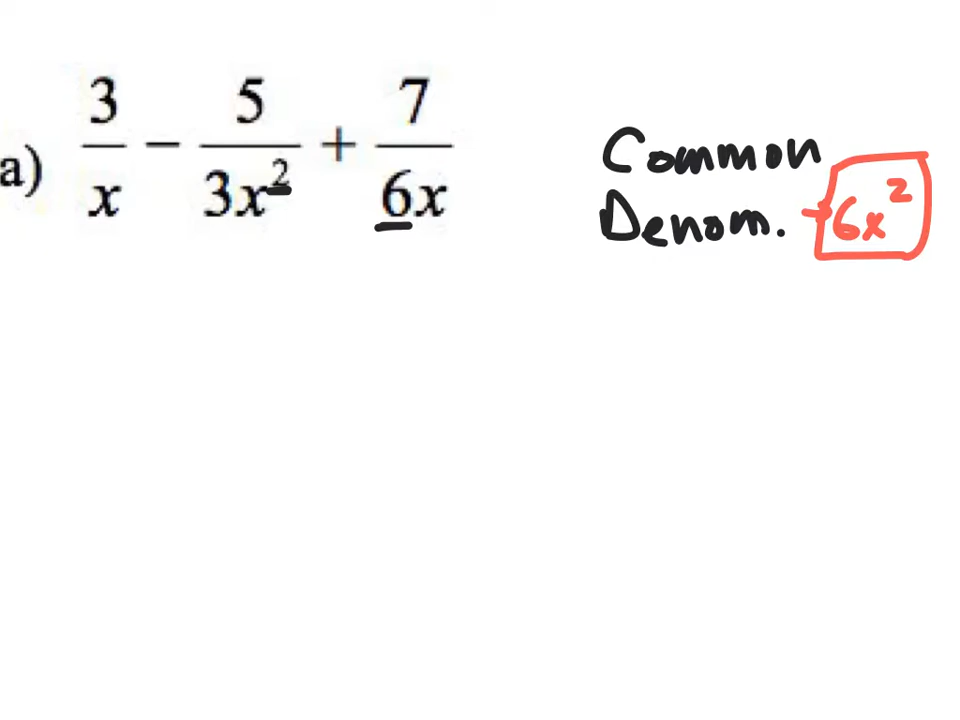 a) 3/x − 5/3x² + 7/6x
Common
Denom. 6x²